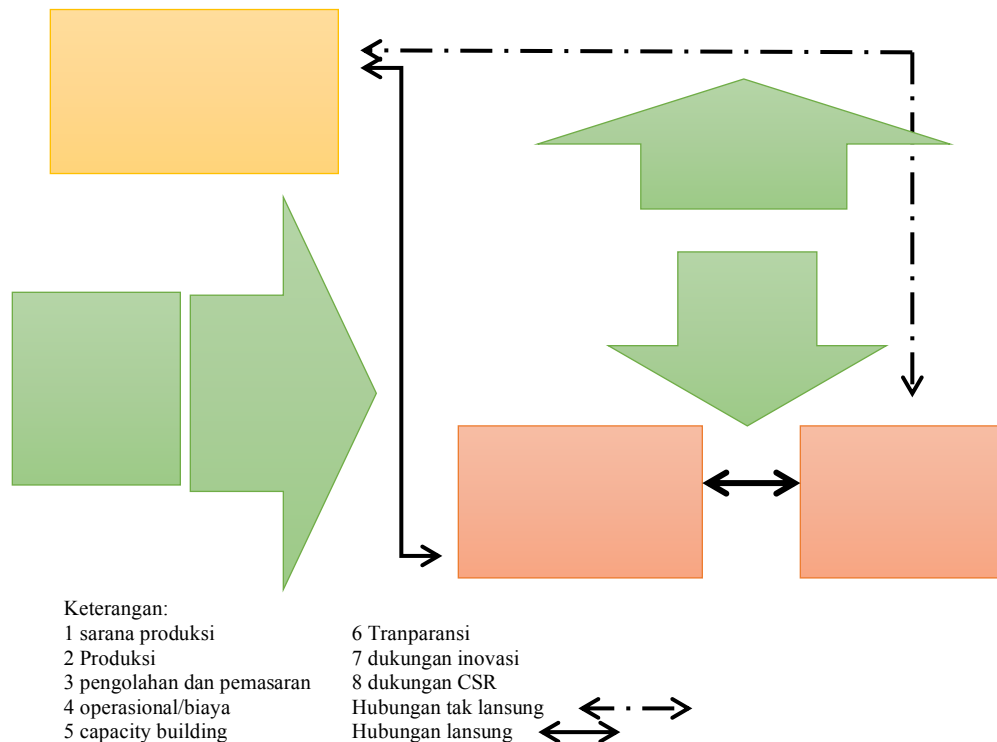 Keterangan:
1 sarana produksi
2 Produksi
3 pengolahan dan pemasaran
4 operasional/biaya
5 capacity building
6 Tranparansi
7 dukungan inovasi
8 dukungan CSR
Hubungan tak lansung
Hubungan lansung